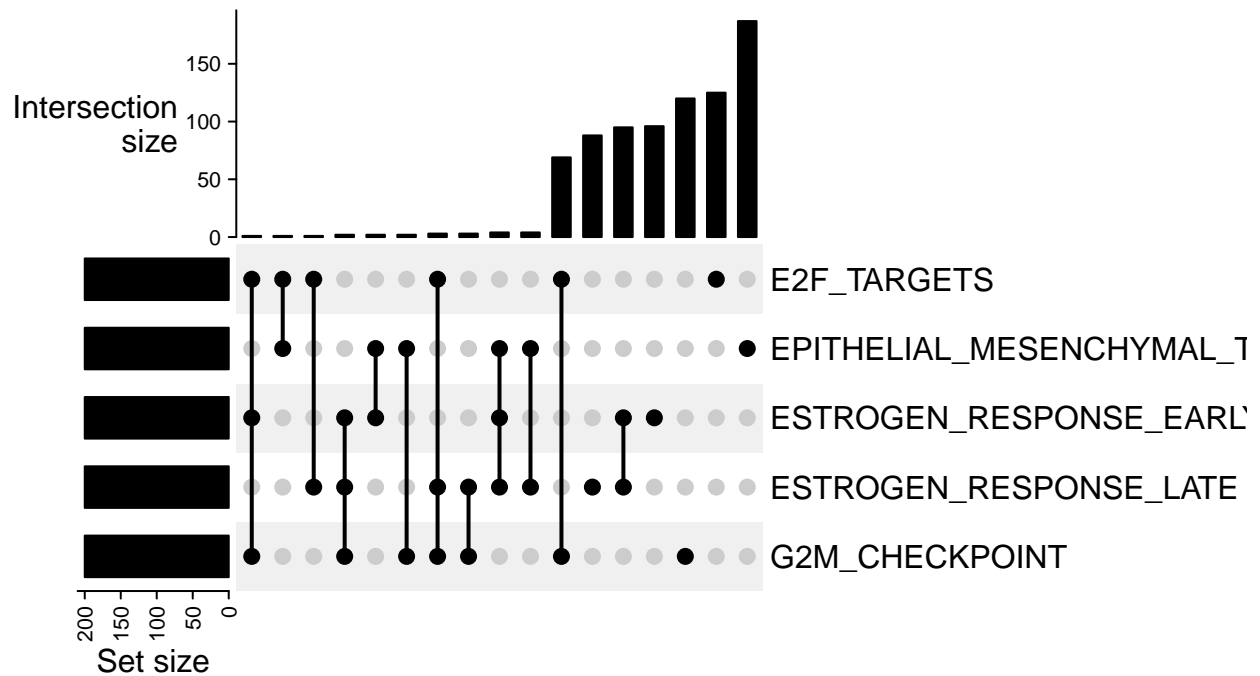 150
Intersection
size
100
50
0
E2F_TARGETS
EPITHELIAL_MESENCHYMAL_T
ESTROGEN_RESPONSE_EARLY
ESTROGEN_RESPONSE_LATE
G2M_CHECKPOINT
200
150
100
50
0
Set size